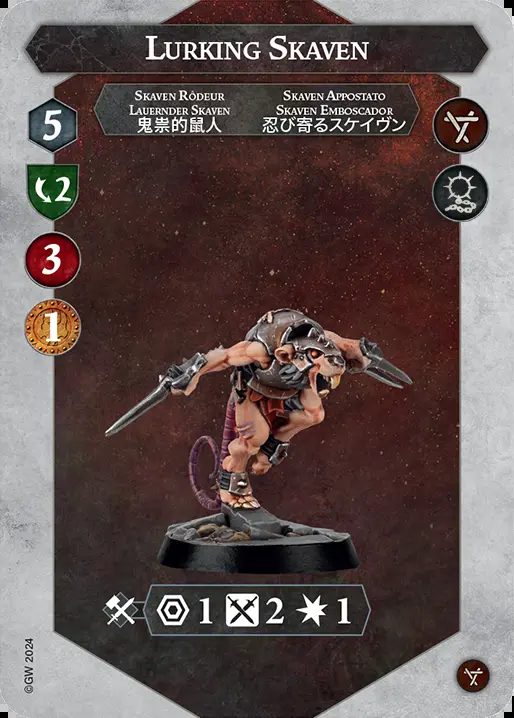 Lurking Skaven
Skaven Rôdeur
Lauernder Skaven
鬼祟的鼠人
Skaven Appostato
Skaven Emboscador
忍び寄るスケイヴン
5
2
3
1
1 2 1
©GW 2024